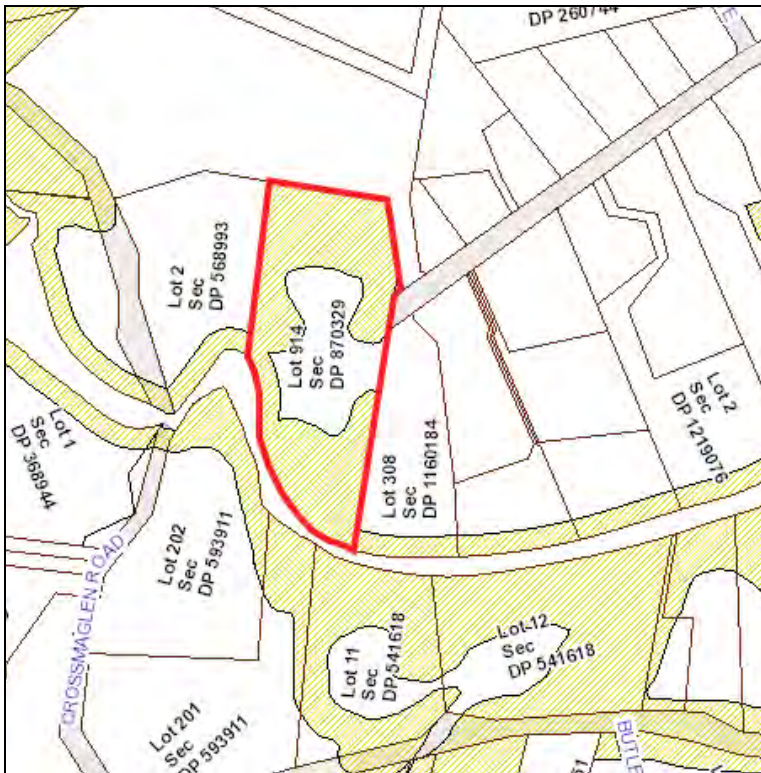 DP 260744
E
Lot 2
Sec
DP 568993
Lot 914
Sec
DP 870329
Lot 308
Sec
DP 1160184
Lot 2
Sec
DP 1219076
Lot 1
Sec
DP 368944
Lot 202
Sec
DP 593911
CROSSMAGLEN ROAD
Lot 11
Sec
DP 541618
Lot 12
Sec
DP 541618
Lot 201
Sec
DP 593911
BUTLE
51